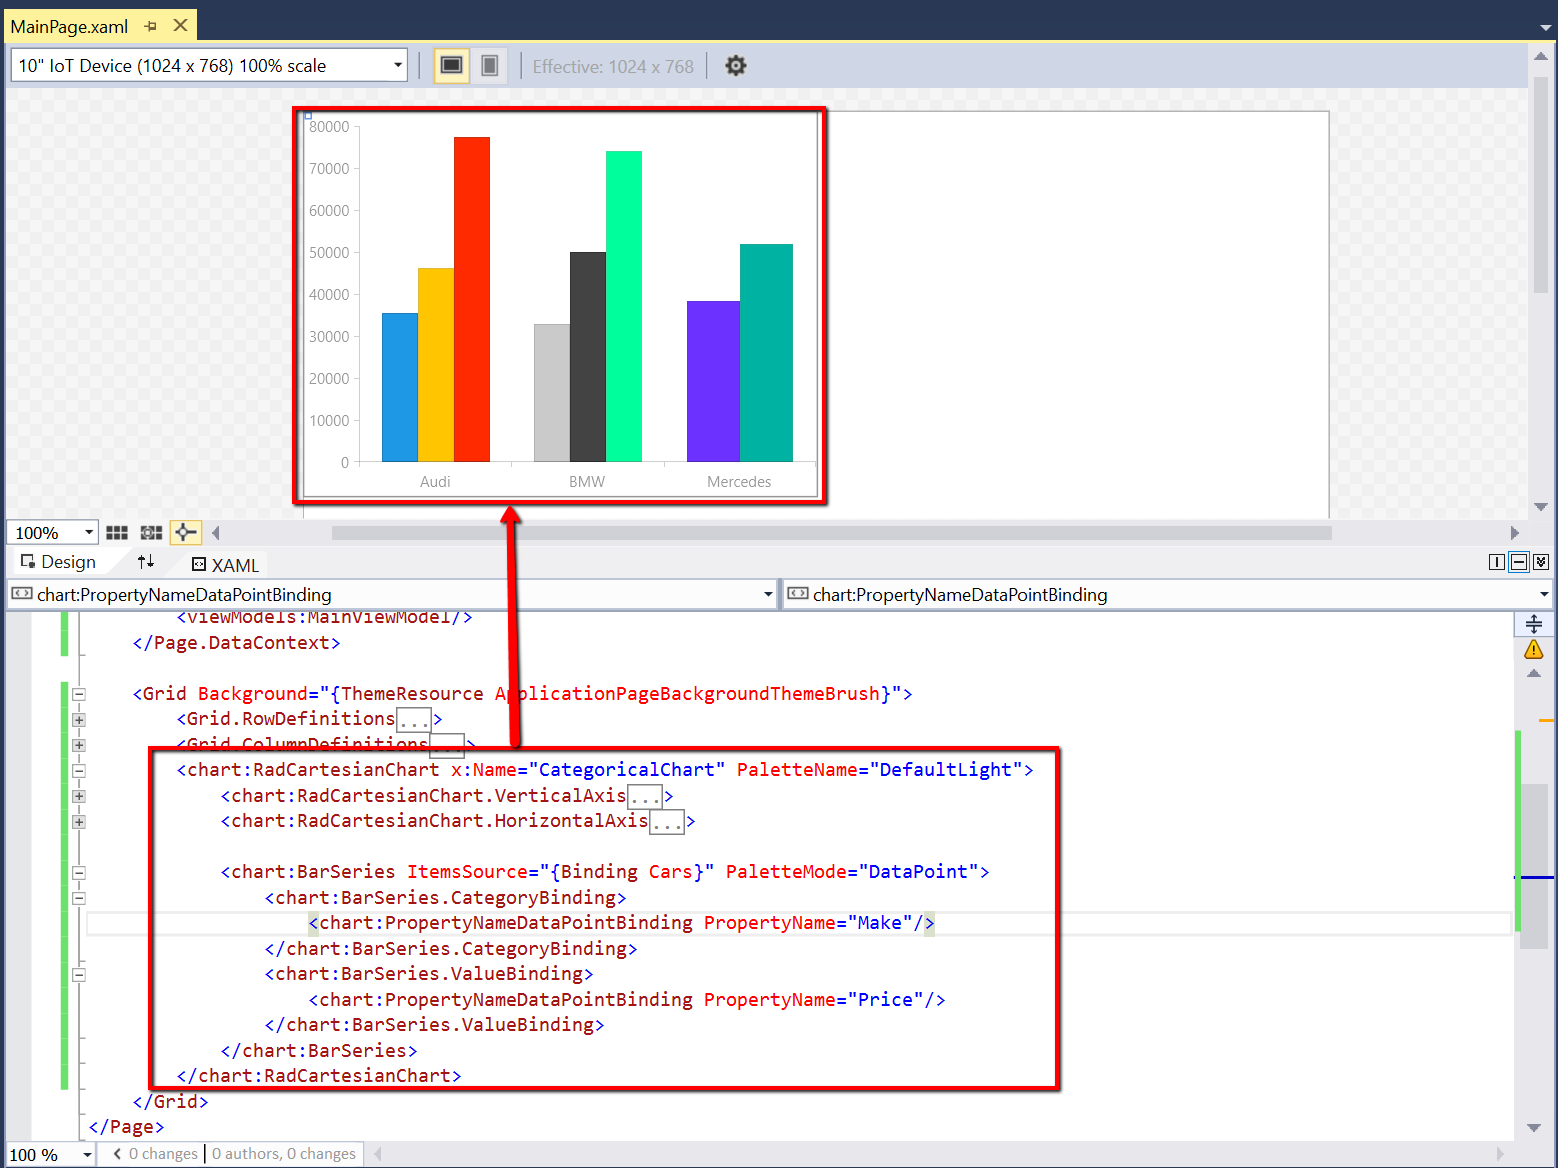 MainPage.xaml
10" IoT Device (1024 x 768) 100% scale
Effective: 1024 x 768
80000
70000
60000
50000
40000
30000
20000
10000
0
Audi BMW Mercedes
100%
Design XAML
chart:PropertyNameDataPointBinding chart:PropertyNameDataPointBinding
<viewModels:MainViewModel/>
</Page.DataContext>
<Grid Background="{ThemeResource ApplicationPageBackgroundThemeBrush}">
<Grid.RowDefinitions...>
<Grid.ColumnDefinitions...>
<chart:RadCartesianChart x:Name="CategoricalChart" PaletteName="DefaultLight">
<chart:RadCartesianChart.VerticalAxis...>
<chart:RadCartesianChart.HorizontalAxis...>
<chart:BarSeries ItemsSource="{Binding Cars}" PaletteMode="DataPoint">
<chart:BarSeries.CategoryBinding>
<chart:PropertyNameDataPointBinding PropertyName="Make"/>
</chart:BarSeries.CategoryBinding>
<chart:BarSeries.ValueBinding>
<chart:PropertyNameDataPointBinding PropertyName="Price"/>
</chart:BarSeries.ValueBinding>
</chart:BarSeries>
</chart:RadCartesianChart>
</Grid>
</Page>
100 % 0 changes | 0 authors, 0 changes